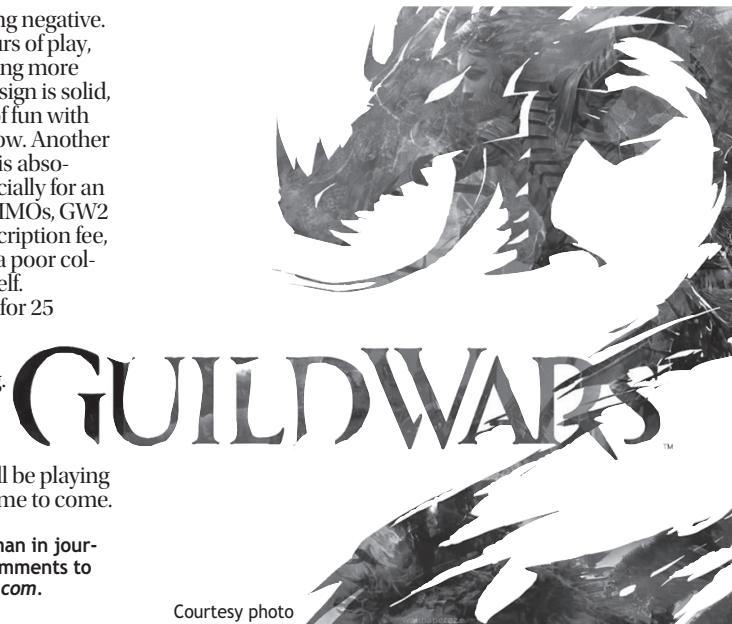 ng negative.
urs of play,
ng more
sign is solid,
of fun with
ow. Another
is abso-
cially for an
MOs, GW2
cription fee,
a poor col-
elf.
for 25
g.
GUILDWARS
™
ll be playing
me to come.
man in jour-
mments to
com.
Courtesy photo